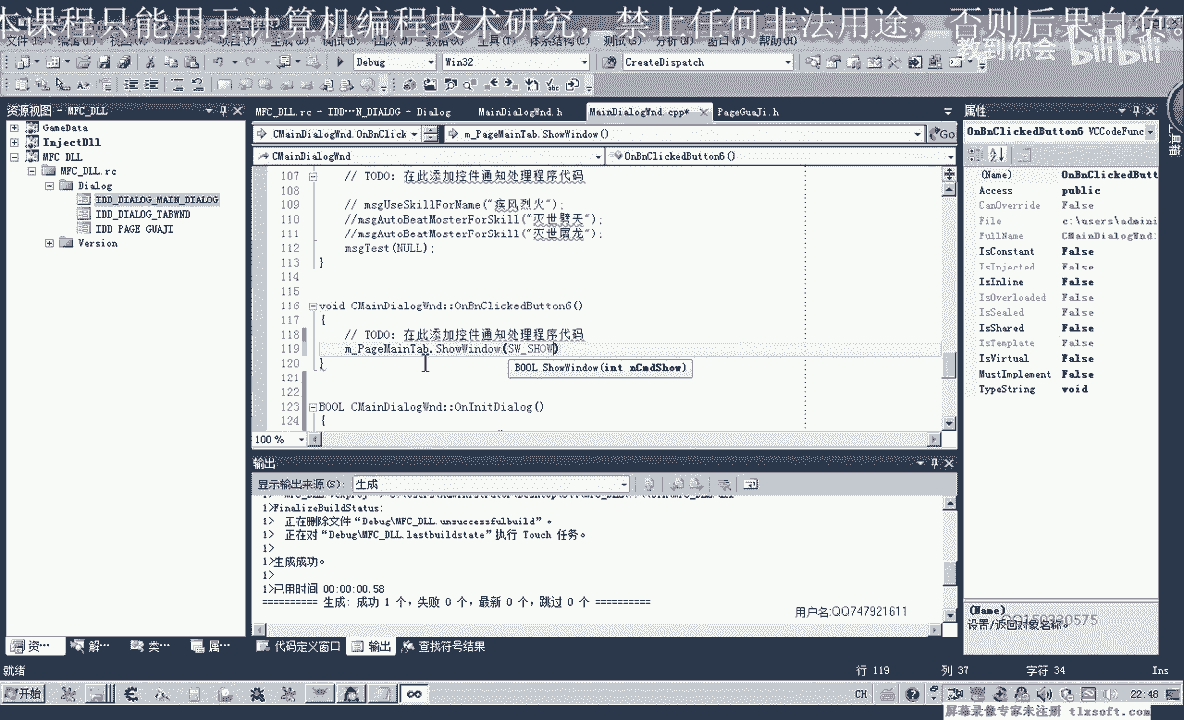 本课程只能用于计算机编程技术研究，禁止任何非法用途，否则后果自负。
教到你会 bilibili
Debug Win32 CreateDispatch
资源视图 - MFC_DLL
GameData
InjectDll
MFC_DLL
MFC_DLL.rc
Dialog
IDD_DIALOG_MAIN_DIALOG
IDD_DIALOG_TABWND
IDD_PAGE_GUAJI
Version
MFC_DLL.rc - IDD...N_DIALOG - Dialog MainDialogWnd.h MainDialogWnd.cpp* PageGuaJi.h
CMainDialogWnd.OnBnClick m_PageMainTab.ShowWindow() Go
CMainDialogWnd OnBnClickedButton6()
107 // TODO: 在此添加控件通知处理程序代码
108
109 // msgUseSkillForName("疾风烈火");
110 //msgAutoBeatMosterForSkill("灭世劈天");
111 //msgAutoBeatMosterForSkill("灭世屠龙");
112 msgTest(NULL);
113 }
114
115
116 void CMainDialogWnd::OnBnClickedButton6()
117 {
118 // TODO: 在此添加控件通知处理程序代码
119 m_PageMainTab.ShowWindow(SW_SHOW)
120 }
BOOL ShowWindow(int nCmdShow)
121
122
123 BOOL CMainDialogWnd::OnInitDialog()
124 {
100 %
输出
显示输出来源(S): 生成
1>FinalizeBuildStatus:
1> 正在删除文件“Debug\MFC_DLL.unsuccessfulbuild”。
1> 正在对“Debug\MFC_DLL.lastbuildstate”执行 Touch 任务。
1>
1>生成成功。
1>
1>已用时间 00:00:00.58
========== 生成: 成功 1 个，失败 0 个，最新 0 个，跳过 0 个 ==========
用户名:QQ747921611
属性
OnBnClickedButton6 VCCodeFunc
(Name) OnBnClickedButt
Access public
CanOverride False
File c:\users\admini
FullName CMainDialogWnd:
IsConstant False
IsInjected False
IsInline False
IsOverloaded False
IsSealed False
IsShared False
IsTemplate False
IsVirtual False
MustImplement False
TypeString void
(Name)
设置/返回对象名称。
工具箱
资… 解… 类… 属… 代码定义窗口 输出 查找符号结果
就绪 行 119 列 37 字符 34 Ins
开始 CH 22:48
屏幕录像专家未注册 tlxsoft.com